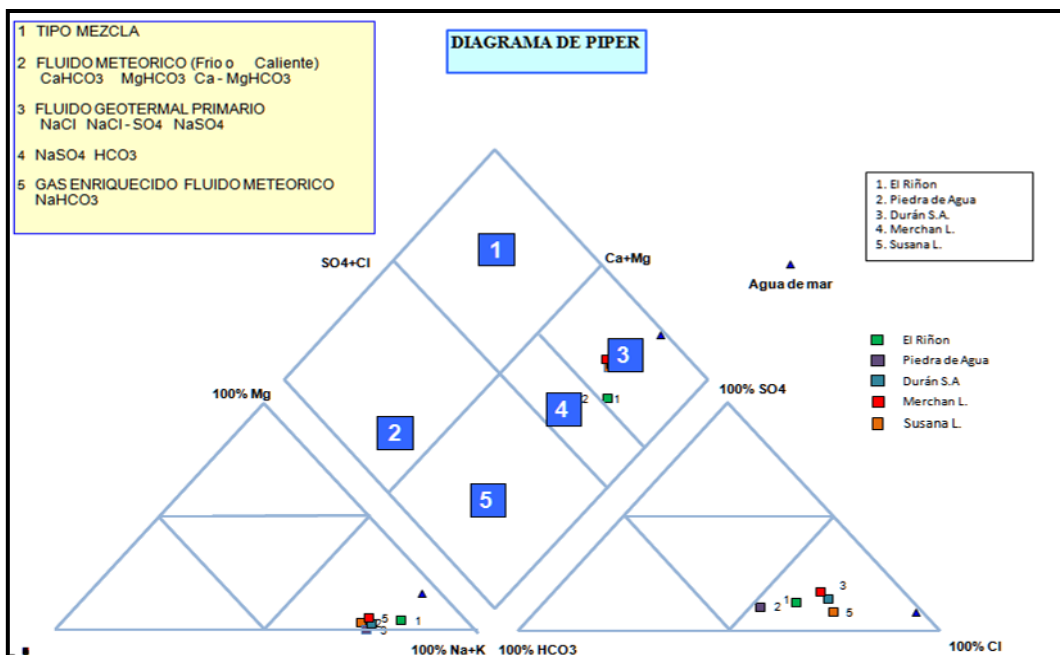 1 TIPO MEZCLA
2 FLUIDO METEORICO (Frio o Caliente)
CaHCO3 MgHCO3 Ca - MgHCO3
3 FLUIDO GEOTERMAL PRIMARIO
NaCl NaCl - SO4 NaSO4
4 NaSO4 HCO3
5 GAS ENRIQUECIDO FLUIDO METEORICO
NaHCO3
DIAGRAMA DE PIPER
1. El Riñon
2. Piedra de Agua
3. Durán S.A.
4. Merchan L.
5. Susana L.
SO4+Cl
1
Ca+Mg
Agua de mar
3
El Riñon
Piedra de Agua
Durán S.A
Merchan L.
Susana L.
100% Mg
100% SO4
2
4
2
1
5
5
2
3
1
1
2
3
5
100% Na+K
100% HCO3
100% Cl